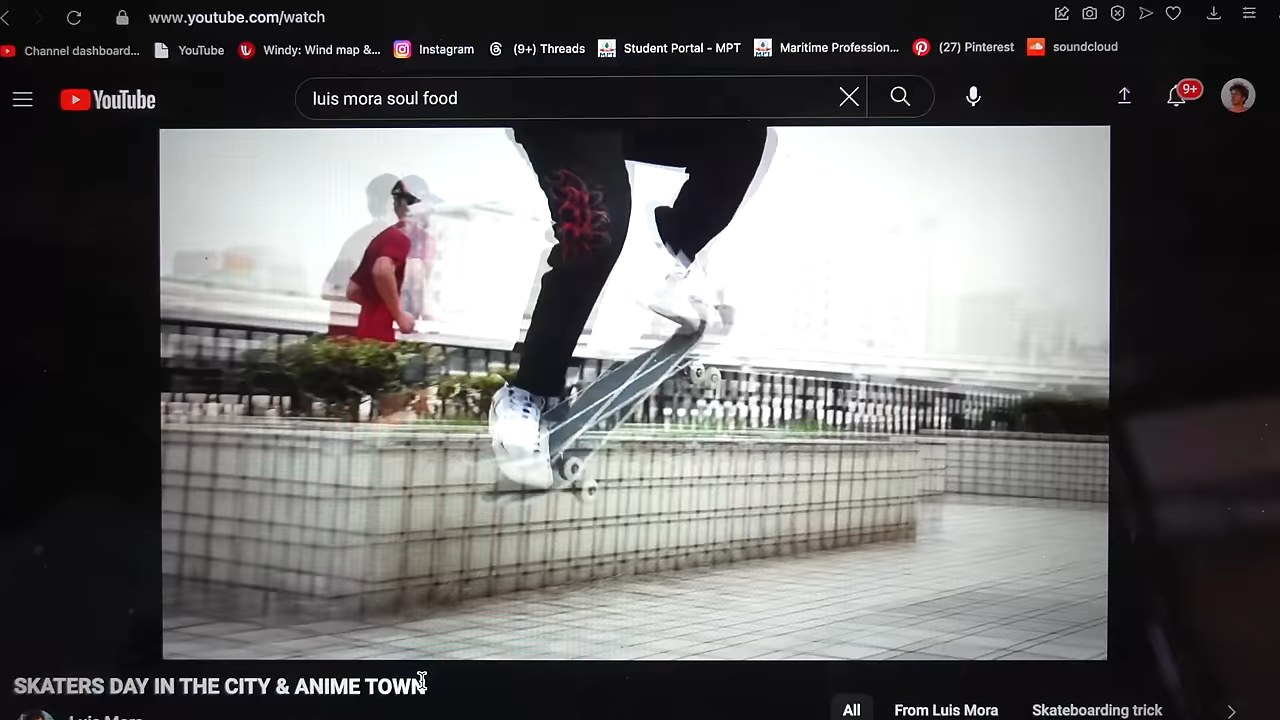 www.youtube.com/watch
Channel dashboard... YouTube Windy: Wind map &... Instagram (9+) Threads Student Portal - MPT Maritime Profession... (27) Pinterest soundcloud
YouTube luis mora soul food 9+
SKATERS DAY IN THE CITY & ANIME TOWN
Luis Mora All From Luis Mora Skateboarding trick